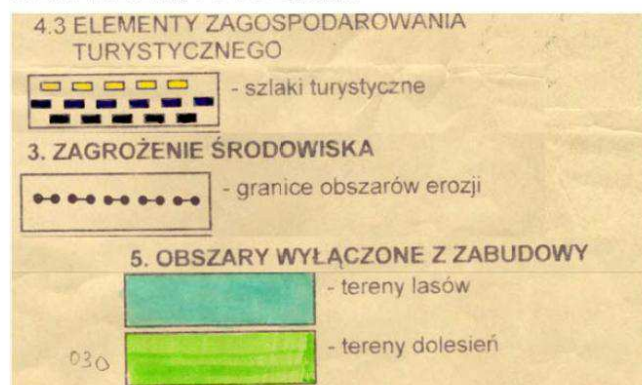 4.3 ELEMENTY ZAGOSPODAROWANIA
TURYSTYCZNEGO
- szlaki turystyczne
3. ZAGROŻENIE ŚRODOWISKA
- granice obszarów erozji
5. OBSZARY WYŁĄCZONE Z ZABUDOWY
- tereny lasów
- tereny dolesień
030